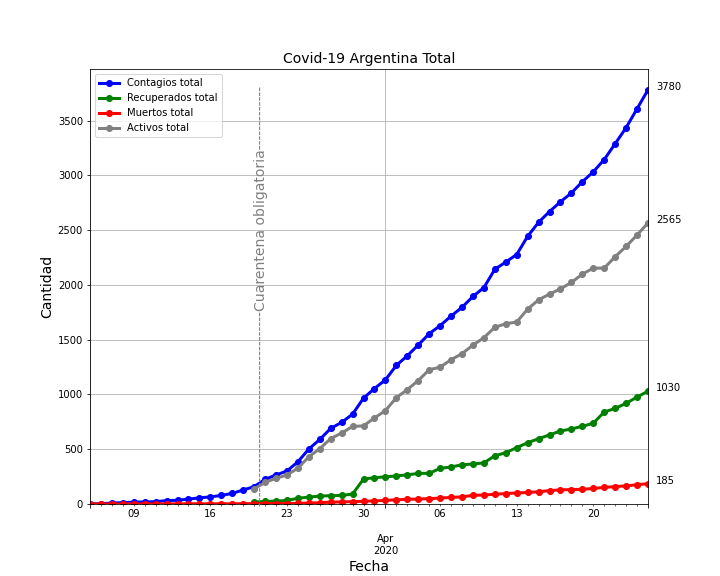 Covid-19 Argentina Total
Contagios total
Recuperados total
Muertos total
Activos total
3780
2565
1030
185
3500
3000
2500
2000
1500
1000
500
0
Cantidad
Cuarentena obligatoria
09
16
23
30
06
13
20
Apr
2020
Fecha